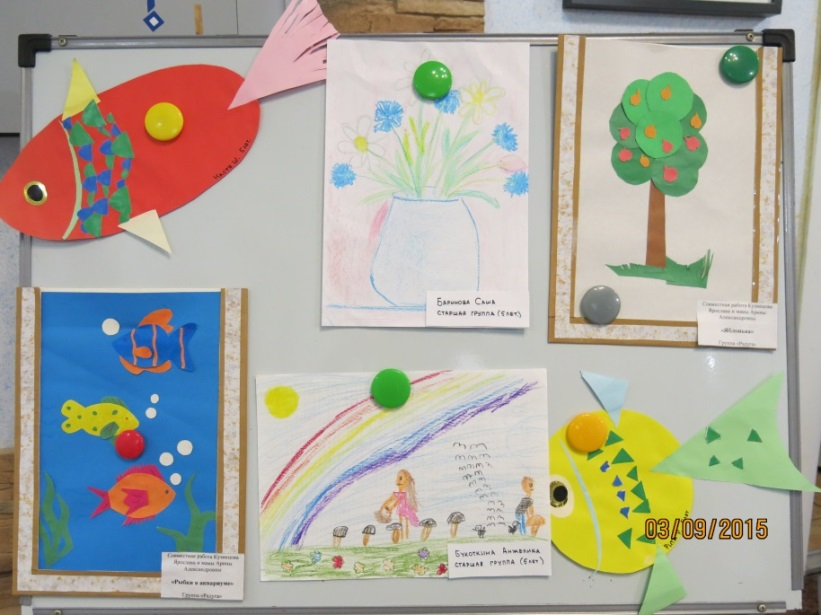 Баринова Саша
старшая группа (5 лет)
Совместная работа Кузнецова
Ярослава и мамы Арины
Александровны
«Яблонька»
Группа «Радуга»
Совместная работа Кузнецова
Ярослава и мамы Арины
Александровны
«Рыбки в аквариуме»
Группа «Радуга»
Бухоткина Анжелика
старшая группа (5 лет)
03/09/2015